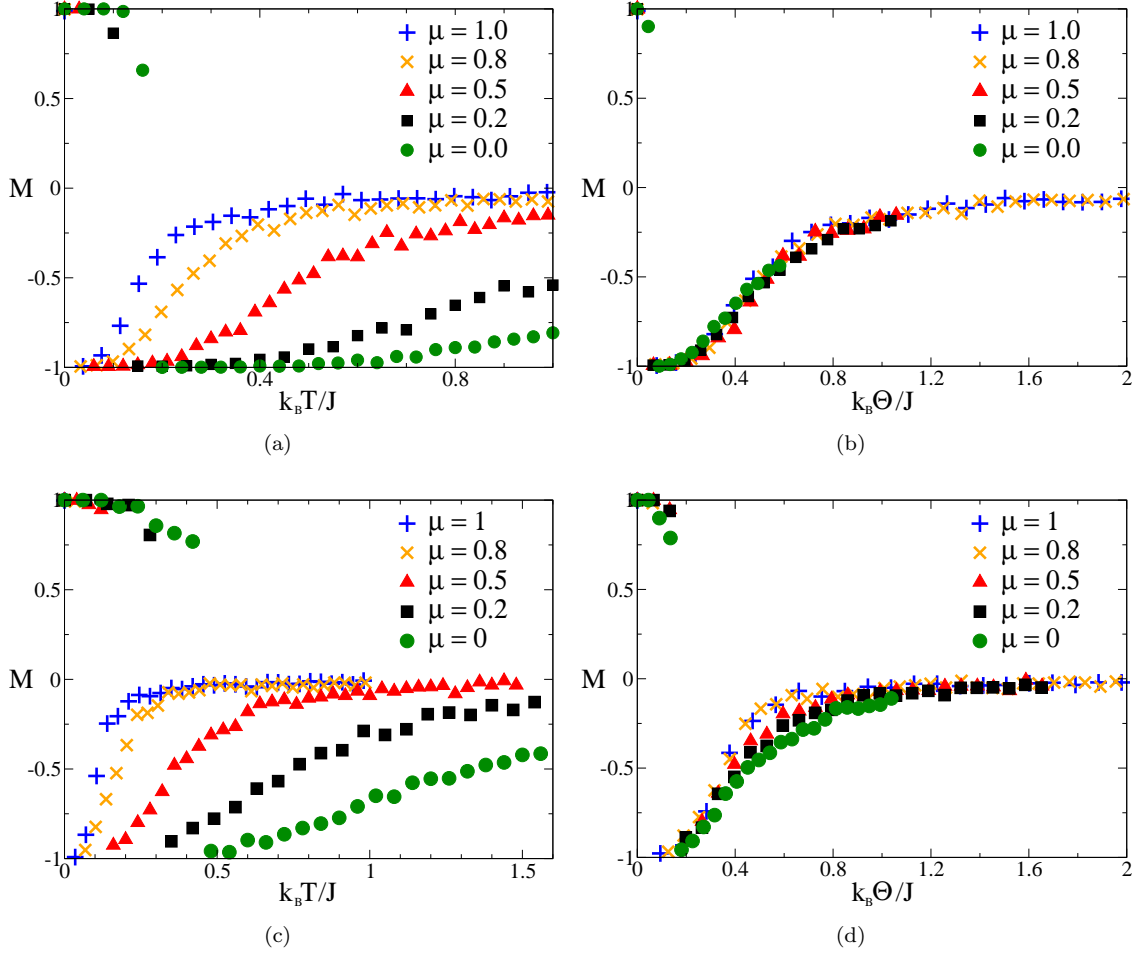 1
0.5
M
0
-0.5
-1
0
0.4
0.8
k_BT/J
μ = 1.0
μ = 0.8
μ = 0.5
μ = 0.2
μ = 0.0
(a)
1
0.5
M
0
-0.5
-1
0
0.4
0.8
1.2
1.6
2
k_BΘ/J
μ = 1.0
μ = 0.8
μ = 0.5
μ = 0.2
μ = 0.0
(b)
1
0.5
M
0
-0.5
-1
0
0.5
1
1.5
k_BT/J
μ = 1
μ = 0.8
μ = 0.5
μ = 0.2
μ = 0
(c)
1
0.5
M
0
-0.5
-1
0
0.4
0.8
1.2
1.6
2
k_BΘ/J
μ = 1
μ = 0.8
μ = 0.5
μ = 0.2
μ = 0
(d)